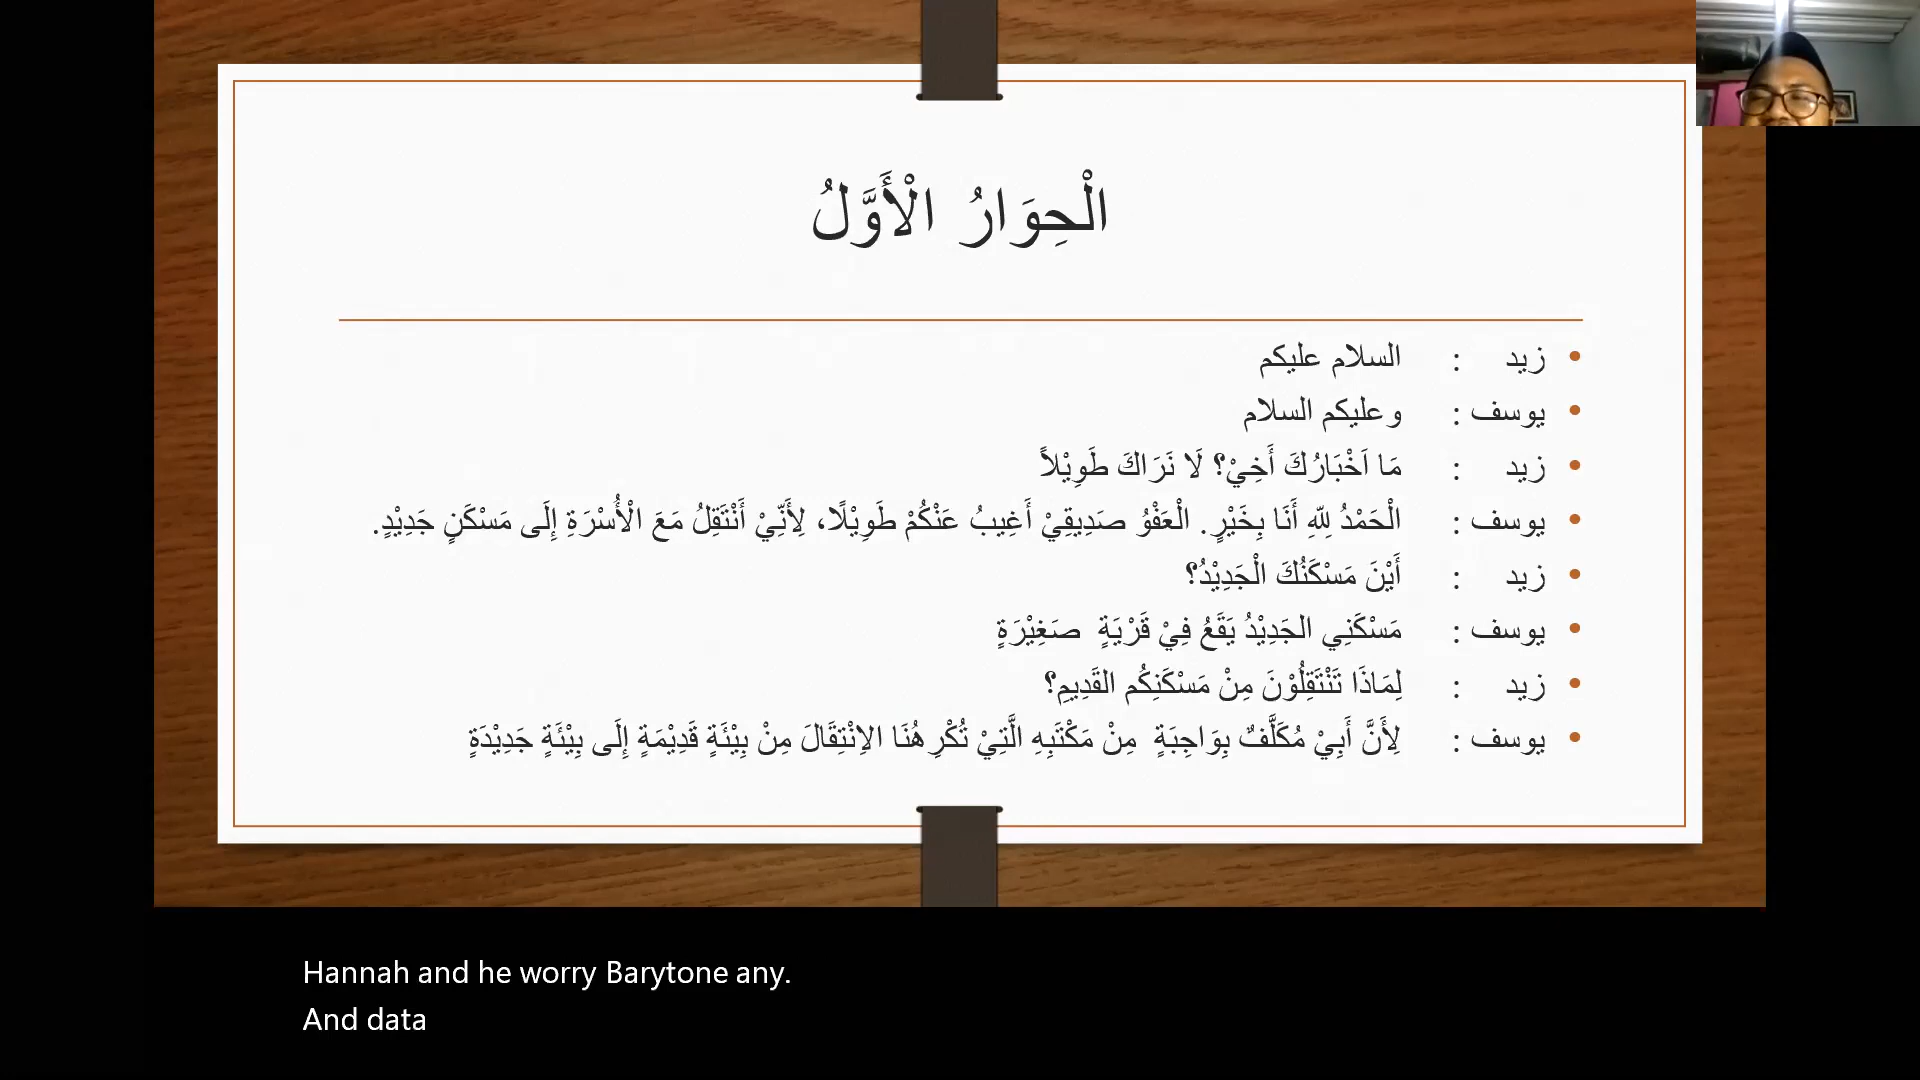 الْحِوَارُ الْأَوَّلُ
• زيد : السلام عليكم
• يوسف : وعليكم السلام
• زيد : مَا اَخْبَارُكَ أَخِيْ؟ لَا نَرَاكَ طَوِيْلاً
• يوسف : الْحَمْدُ لِلّهِ أَنَا بِخَيْرٍ. الْعَفْوُ صَدِيقِيْ أَغِيبُ عَنْكُمْ طَوِيْلًا، لِأَنِّيْ أَنْتَقِلُ مَعَ الْأُسْرَةِ إِلَى مَسْكَنٍ جَدِيْدٍ.
• زيد : أَيْنَ مَسْكَنُكَ الْجَدِيْدُ؟
• يوسف : مَسْكَنِي الجَدِيْدُ يَقَعُ فِيْ قَرْيَةٍ صَغِيْرَةٍ
• زيد : لِمَاذَا تَنْتَقِلُوْنَ مِنْ مَسْكَنِكُم القَدِيمِ؟
• يوسف : لِأَنَّ أَبِيْ مُكَلَّفٌ بِوَاجِبَةٍ مِنْ مَكْتَبِهِ الَّتِيْ تُكْرِهُنَا الاِنْتِقَالَ مِنْ بِيْئَةٍ قَدِيْمَةٍ إِلَى بِيْئَةٍ جَدِيْدَةٍ
Hannah and he worry Barytone any.
And data